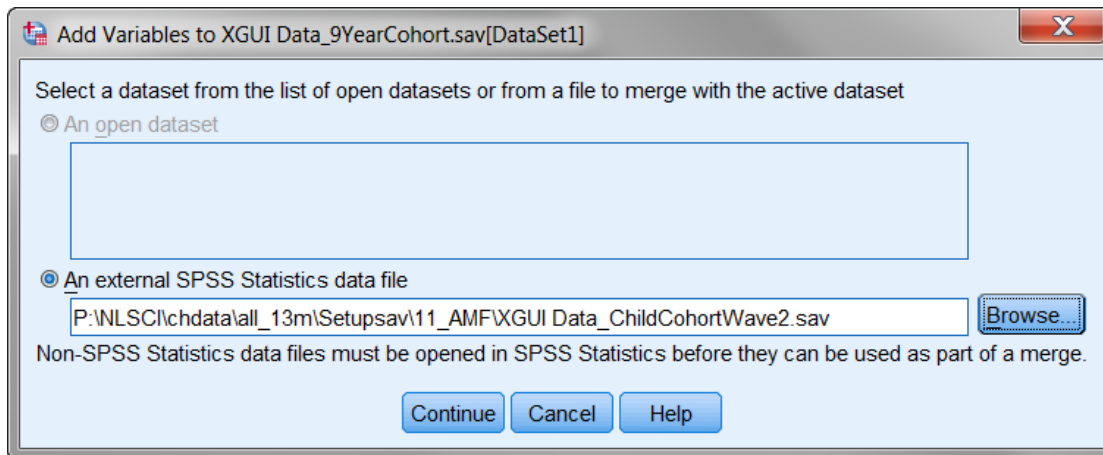 Add Variables to XGUI Data_9YearCohort.sav[DataSet1]
X
Select a dataset from the list of open datasets or from a file to merge with the active dataset
An open dataset
An external SPSS Statistics data file
P:\NLSCI\chdata\all_13m\Setupsav\11_AMF\XGUI Data_ChildCohortWave2.sav
Browse...
Non-SPSS Statistics data files must be opened in SPSS Statistics before they can be used as part of a merge.
Continue Cancel Help